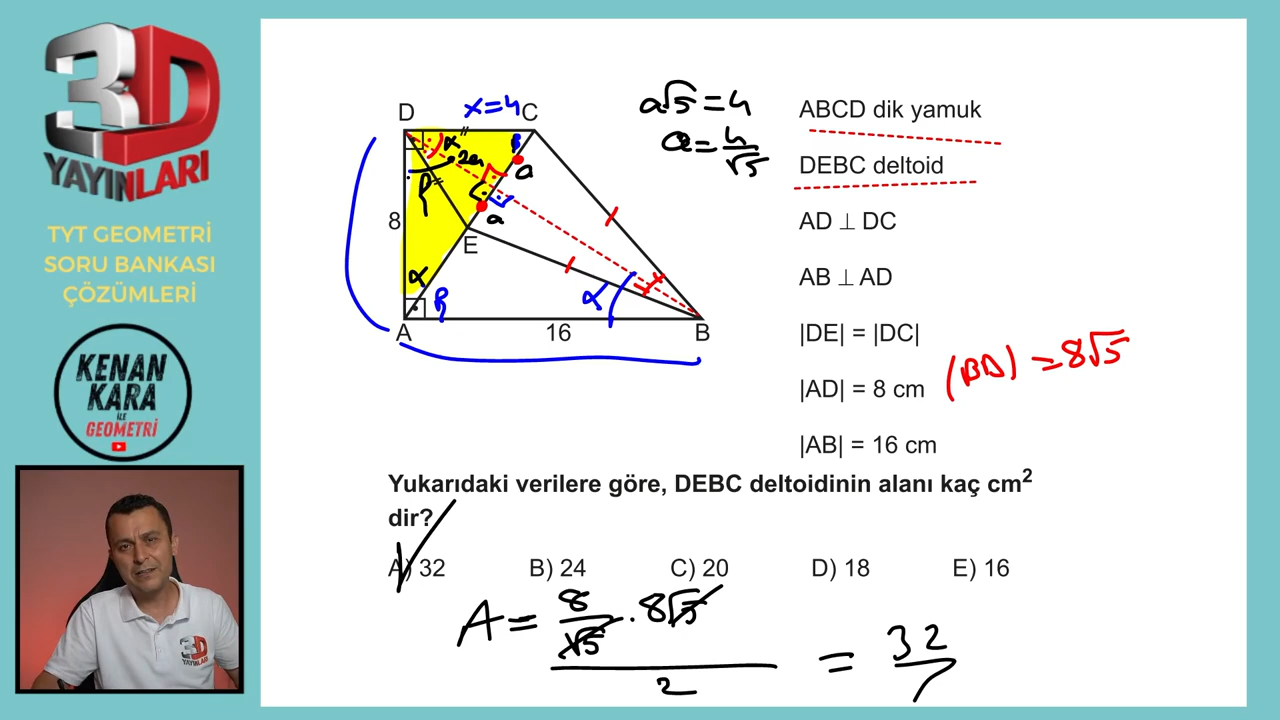 3D
YAYINLARI
TYT GEOMETRİ
SORU BANKASI
ÇÖZÜMLERİ
KENAN
KARA
İLE
GEOMETRİ
3D
YAYINLARI
D
x=4
C
α
2a
β
a
β
a
8
E
α
β
α
A
16
B
a√5 = 4
a = 4/√5
ABCD dik yamuk
DEBC deltoid
AD ⊥ DC
AB ⊥ AD
|DE| = |DC|
|AD| = 8 cm
|BD| = 8√5
|AB| = 16 cm
Yukarıdaki verilere göre, DEBC deltoidinin alanı kaç cm²
dir?
A) 32 B) 24 C) 20 D) 18 E) 16
A = 8/√5 . 8√5 / 2 = 32